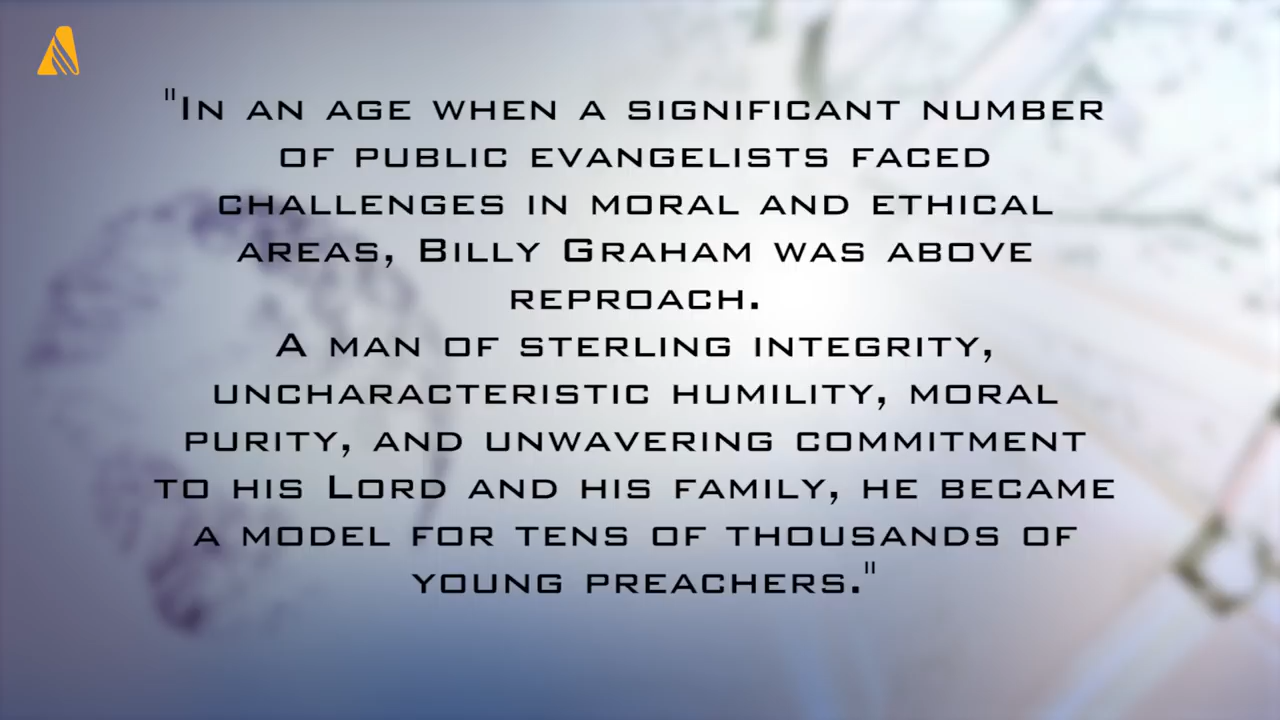 "In an age when a significant number
of public evangelists faced
challenges in moral and ethical
areas, Billy Graham was above
reproach.
A man of sterling integrity,
uncharacteristic humility, moral
purity, and unwavering commitment
to his Lord and his family, he became
a model for tens of thousands of
young preachers."